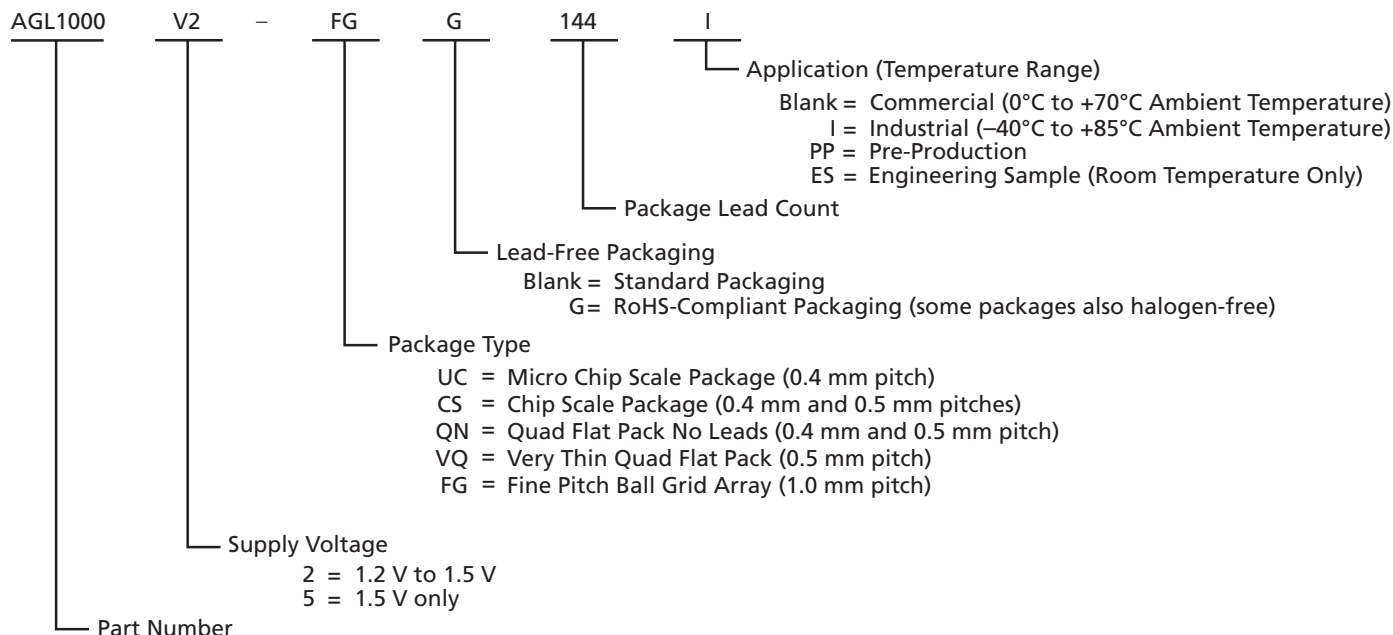 AGL1000 V2 – FG G 144 I
Application (Temperature Range)
Blank = Commercial (0°C to +70°C Ambient Temperature)
I = Industrial (–40°C to +85°C Ambient Temperature)
PP = Pre-Production
ES = Engineering Sample (Room Temperature Only)
Package Lead Count
Lead-Free Packaging
Blank = Standard Packaging
G= RoHS-Compliant Packaging (some packages also halogen-free)
Package Type
UC = Micro Chip Scale Package (0.4 mm pitch)
CS = Chip Scale Package (0.4 mm and 0.5 mm pitches)
QN = Quad Flat Pack No Leads (0.4 mm and 0.5 mm pitch)
VQ = Very Thin Quad Flat Pack (0.5 mm pitch)
FG = Fine Pitch Ball Grid Array (1.0 mm pitch)
Supply Voltage
2 = 1.2 V to 1.5 V
5 = 1.5 V only
Part Number